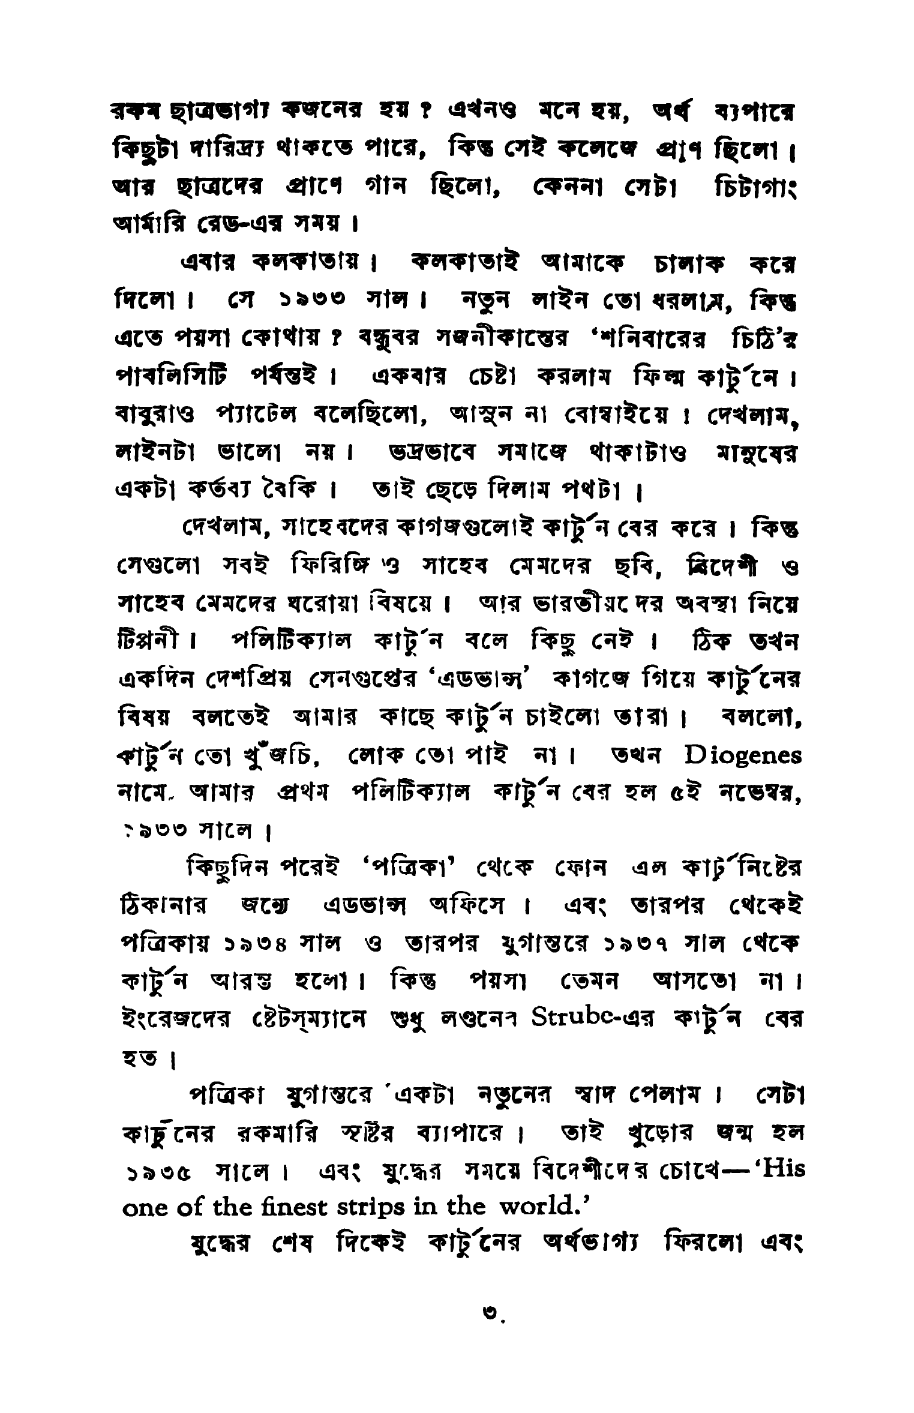 রকম ছাত্রভাগ্য কজনের হয় ? এখনও মনে হয়, অর্থ ব্যপারে
কিছুটা দারিদ্র্য থাকতে পারে, কিন্তু সেই কলেজে প্রাণ ছিলো।
আর ছাত্রদের প্রাণে গান ছিলো, কেননা সেটা চিটাগাং
আর্মারি রেড-এর সময়।
এবার কলকাতায়। কলকাতাই আমাকে চালাক করে
দিলো। সে ১৯৩৩ সাল। নতুন লাইন তো ধরলাম, কিন্তু
এতে পয়সা কোথায় ? বন্ধুবর সজনীকান্তের ‘শনিবারের চিঠি’র
পাবলিসিটি পর্যন্তই। একবার চেষ্টা করলাম ফিল্ম কার্টুনে।
বাবুরাও প্যাটেল বলেছিলো, আসুন না বোম্বাইয়ে। দেখলাম,
লাইনটা ভালো নয়। ভদ্রভাবে সমাজে থাকাটাও মানুষের
একটা কর্তব্য বৈকি। তাই ছেড়ে দিলাম পথটা।
দেখলাম, সাহেবদের কাগজগুলোই কার্টুন বের করে। কিন্তু
সেগুলো সবই ফিরিঙ্গি ও সাহেব মেমদের ছবি, বিদেশী ও
সাহেব মেমদের ঘরোয়া বিষয়ে। আর ভারতীয়দের অবস্থা নিয়ে
টিপ্পনী। পলিটিক্যাল কার্টুন বলে কিছু নেই। ঠিক তখন
একদিন দেশপ্রিয় সেনগুপ্তের ‘এডভান্স’ কাগজে গিয়ে কার্টুনের
বিষয় বলতেই আমার কাছে কার্টুন চাইলো তারা। বললো,
কার্টুন তো খুঁজচি, লোক তো পাই না। তখন Diogenes
নামে. আমার প্রথম পলিটিক্যাল কার্টুন বের হল ৫ই নভেম্বর,
১৯৩৩ সালে।
কিছুদিন পরেই ‘পত্রিকা’ থেকে ফোন এল কার্টুনিষ্টের
ঠিকানার জন্যে এডভান্স অফিসে। এবং তারপর থেকেই
পত্রিকায় ১৯৩৪ সাল ও তারপর যুগান্তরে ১৯৩৭ সাল থেকে
কার্টুন আরম্ভ হলো। কিন্তু পয়সা তেমন আসতো না।
ইংরেজদের ষ্টেটস্‌ম্যানে শুধু লণ্ডনের Strubc-এর কার্টুন বের
হত।
পত্রিকা যুগান্তরে একটা নতুনের স্বাদ পেলাম। সেটা
কার্টুনের রকমারি সৃষ্টির ব্যাপারে। তাই খুড়োর জন্ম হল
১৯৩৫ সালে। এবং যুদ্ধের সময়ে বিদেশীদের চোখে—‘His
one of the finest strips in the world.’
যুদ্ধের শেষ দিকেই কার্টুনের অর্থভাগ্য ফিরলো এবং
৩.